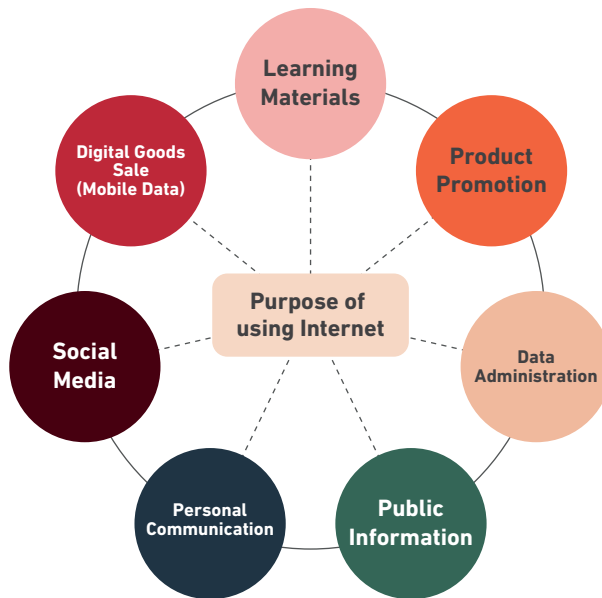 Learning
Materials
Product
Promotion
Data
Administration
Public
Information
Personal
Communication
Social
Media
Digital Goods
Sale
(Mobile Data)
Purpose of
using Internet